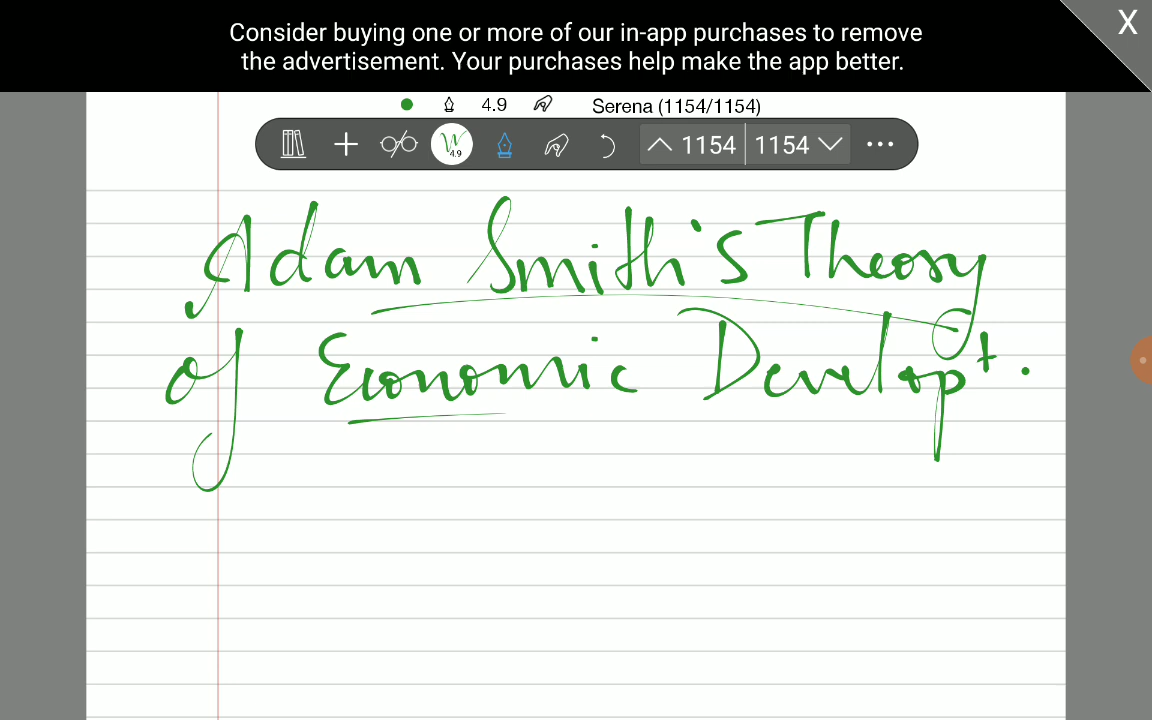 Consider buying one or more of our in-app purchases to remove
the advertisement. Your purchases help make the app better.
X
4.9 Serena (1154/1154)
W 4.9 1154 1154
Adam Smith's Theory
of Economic Developt.